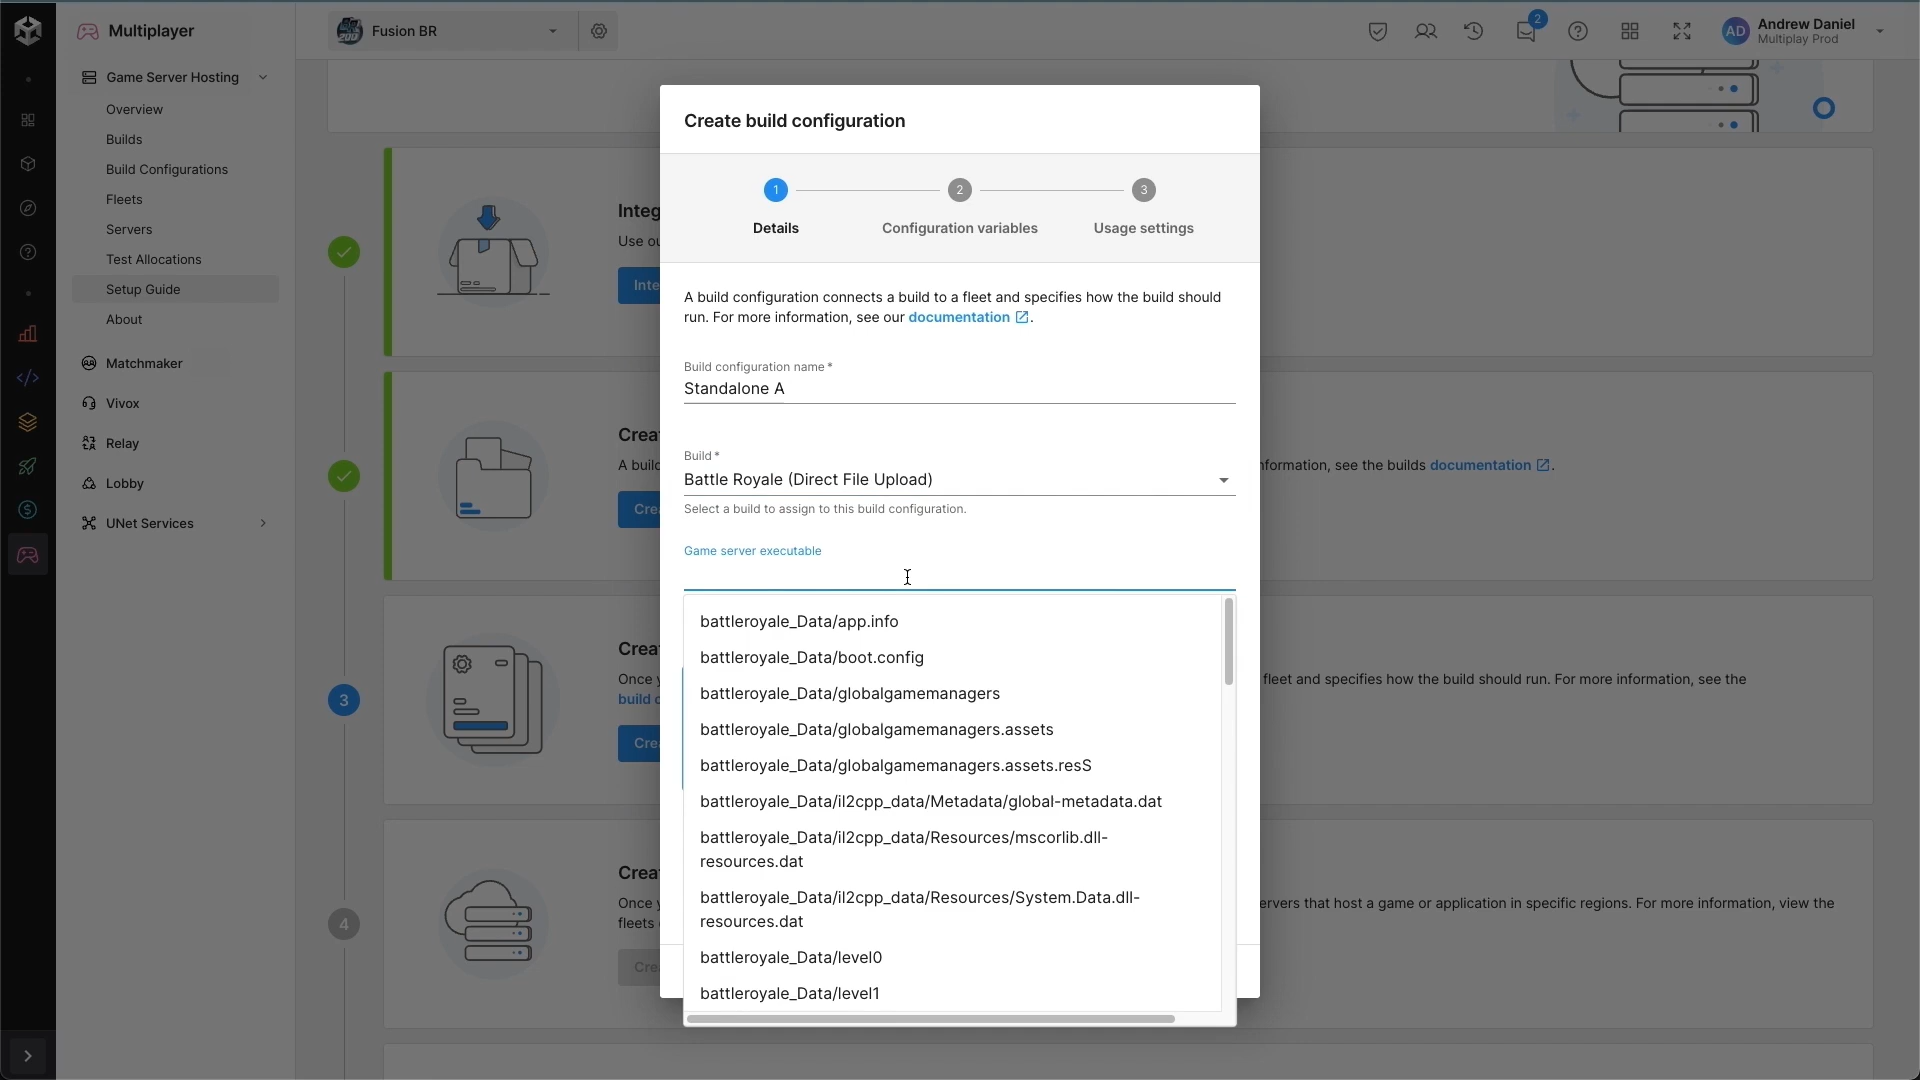 Multiplayer
Fusion BR
2
AD
Andrew Daniel
Multiplay Prod
Game Server Hosting
Overview
Builds
Build Configurations
Fleets
Servers
Test Allocations
Setup Guide
About
Matchmaker
Vivox
Relay
Lobby
UNet Services
Create build configuration
1
2
3
Details
Configuration variables
Usage settings
A build configuration connects a build to a fleet and specifies how the build should
run. For more information, see our documentation.
Build configuration name *
Standalone A
Build *
Battle Royale (Direct File Upload)
Select a build to assign to this build configuration.
Game server executable
battleroyale_Data/app.info
battleroyale_Data/boot.config
battleroyale_Data/globalgamemanagers
battleroyale_Data/globalgamemanagers.assets
battleroyale_Data/globalgamemanagers.assets.resS
battleroyale_Data/il2cpp_data/Metadata/global-metadata.dat
battleroyale_Data/il2cpp_data/Resources/mscorlib.dll-
resources.dat
battleroyale_Data/il2cpp_data/Resources/System.Data.dll-
resources.dat
battleroyale_Data/level0
battleroyale_Data/level1
Integ
Use ou
Inte
Crea
A build
nformation, see the builds documentation.
Cre
3
Crea
Once y
fleet and specifies how the build should run. For more information, see the
build c
Cre
4
Crea
Once y
ervers that host a game or application in specific regions. For more information, view the
fleets
Cre